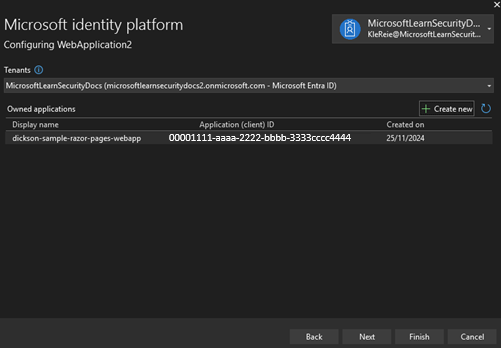 Microsoft identity platform
Configuring WebApplication2
MicrosoftLearnSecurityD...
KleReie@MicrosoftLearnSecurit...
Tenants
MicrosoftLearnSecurityDocs (microsoftlearnsecuritydocs2.onmicrosoft.com - Microsoft Entra ID)
Owned applications
Create new
Display name Application (client) ID Created on
dickson-sample-razor-pages-webapp 00001111-aaaa-2222-bbbb-3333cccc4444 25/11/2024
Back Next Finish Cancel